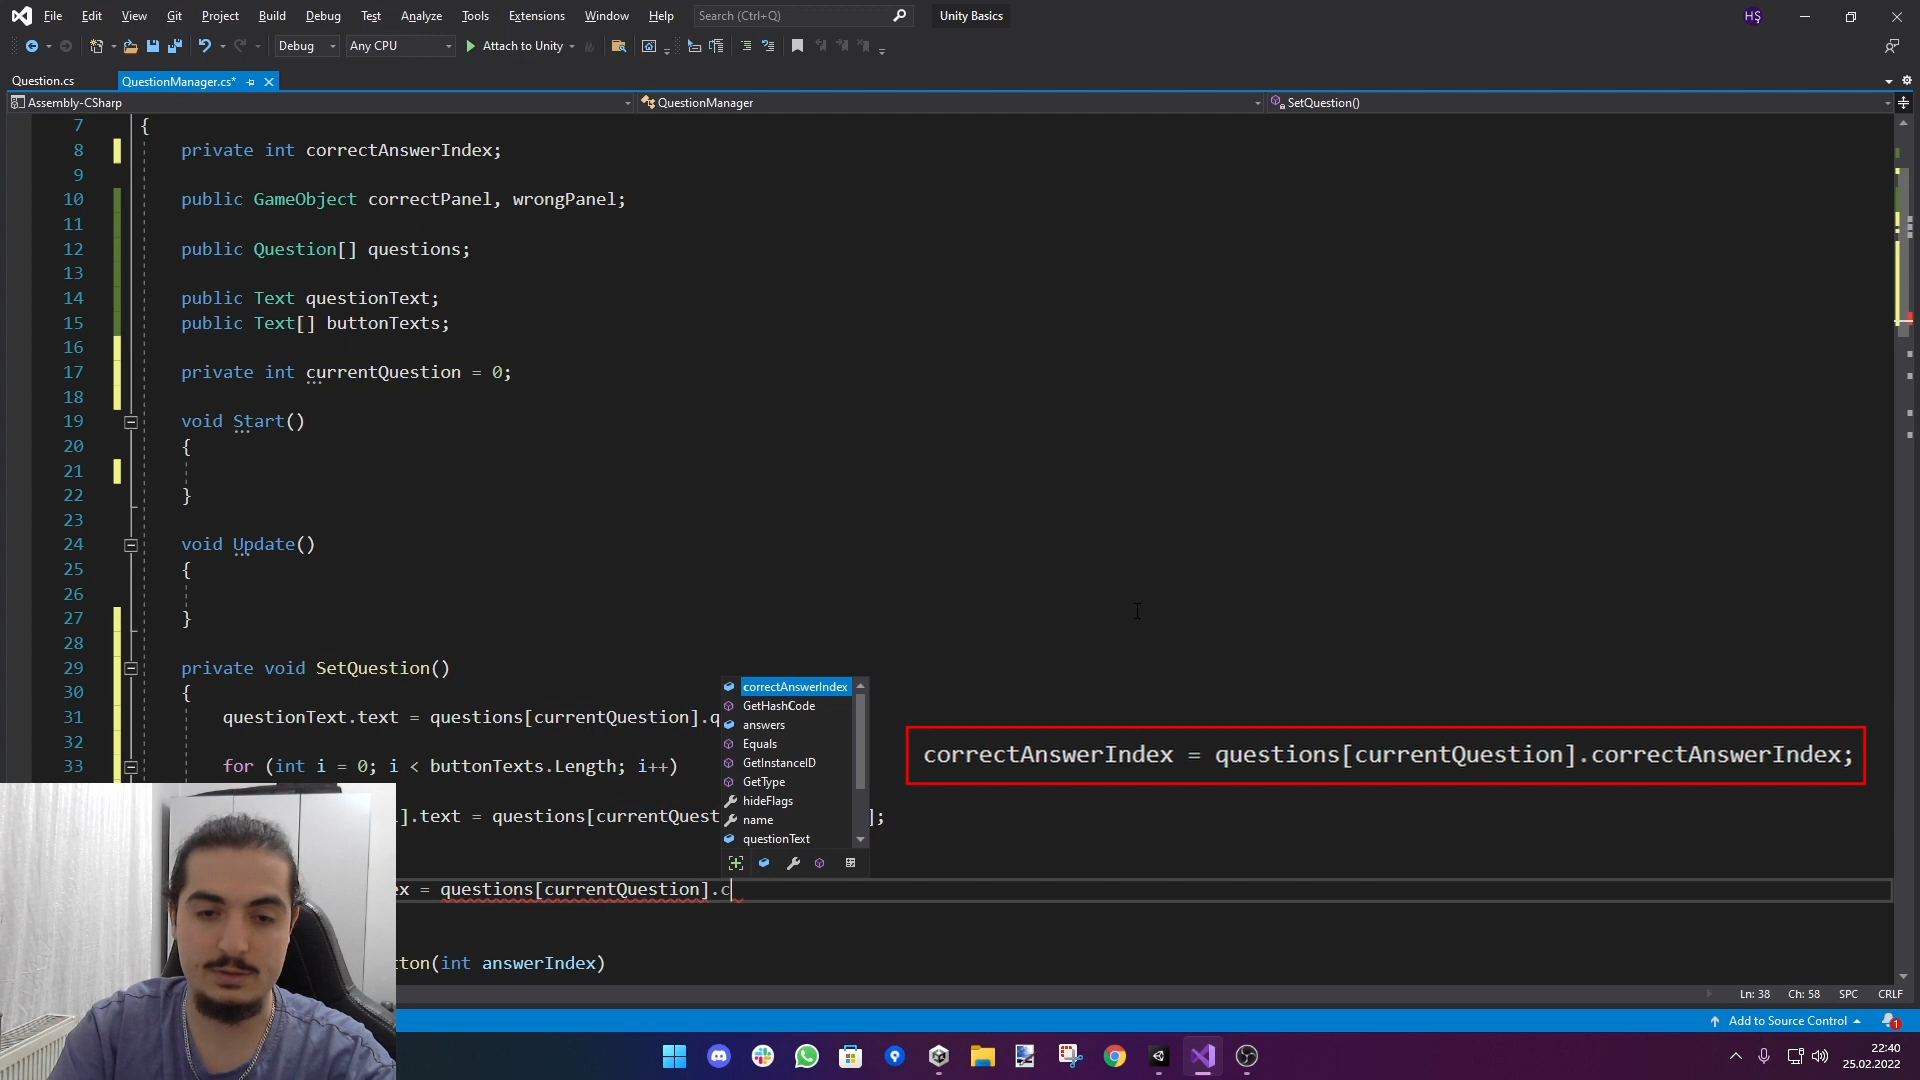 File Edit View Git Project Build Debug Test Analyze Tools Extensions Window Help Search (Ctrl+Q) Unity Basics HŞ
Debug Any CPU Attach to Unity
Question.cs QuestionManager.cs*
Assembly-CSharp QuestionManager SetQuestion()
7 {
8 private int correctAnswerIndex;
9
10 public GameObject correctPanel, wrongPanel;
11
12 public Question[] questions;
13
14 public Text questionText;
15 public Text[] buttonTexts;
16
17 private int currentQuestion = 0;
18
19 void Start()
20 {
21
22 }
23
24 void Update()
25 {
26
27 }
28
29 private void SetQuestion()
30 {
31 questionText.text = questions[currentQuestion].q
32
33 for (int i = 0; i < buttonTexts.Length; i++)
].text = questions[currentQuest ];
ex = questions[currentQuestion].c
tton(int answerIndex)
correctAnswerIndex
GetHashCode
answers
Equals
GetInstanceID
GetType
hideFlags
name
questionText
correctAnswerIndex = questions[currentQuestion].correctAnswerIndex;
Ln: 38 Ch: 58 SPC CRLF
Add to Source Control 1
22:40
25.02.2022